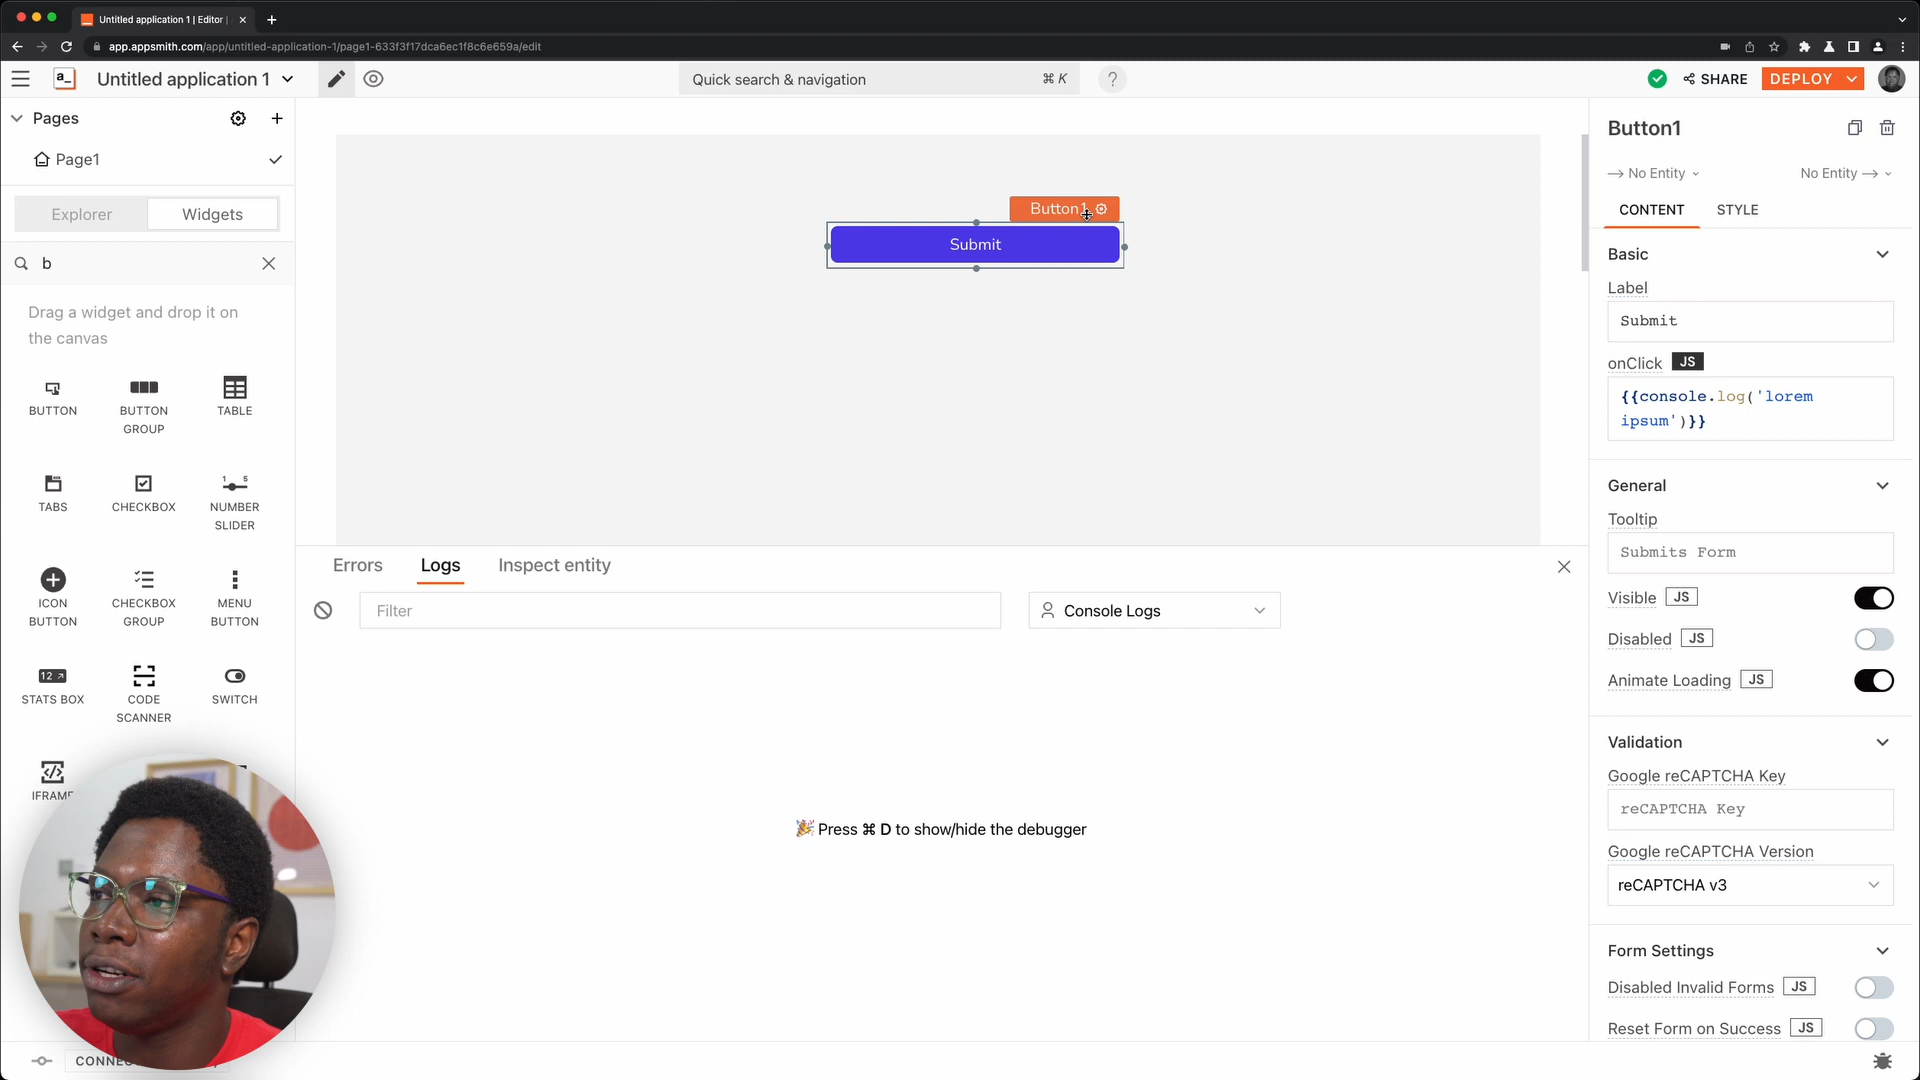 Untitled application 1 | Editor |
app.appsmith.com/app/untitled-application-1/page1-633f3f17dca6ec1f8c6e659a/edit
a_
Untitled application 1
Quick search & navigation
⌘ K
?
SHARE
DEPLOY
Pages
Page1
Explorer
Widgets
b
Drag a widget and drop it on
the canvas
BUTTON
BUTTON
GROUP
TABLE
TABS
CHECKBOX
1 5
NUMBER
SLIDER
ICON
BUTTON
CHECKBOX
GROUP
MENU
BUTTON
12
STATS BOX
CODE
SCANNER
SWITCH
IFRAME
Button1
Submit
Errors
Logs
Inspect entity
Filter
Console Logs
🎉 Press ⌘ D to show/hide the debugger
Button1
No Entity
No Entity
CONTENT
STYLE
Basic
Label
Submit
onClick
JS
{{console.log('lorem
ipsum')}}
General
Tooltip
Submits Form
Visible
JS
Disabled
JS
Animate Loading
JS
Validation
Google reCAPTCHA Key
reCAPTCHA Key
Google reCAPTCHA Version
reCAPTCHA v3
Form Settings
Disabled Invalid Forms
JS
Reset Form on Success
JS